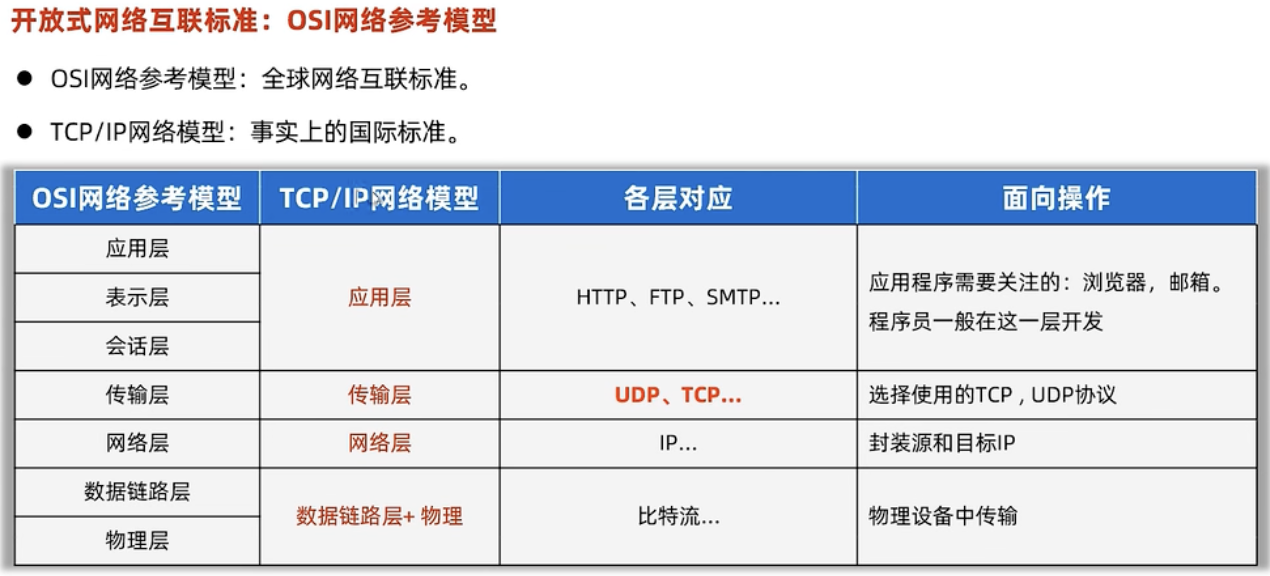 开放式网络互联标准：OSI网络参考模型
● OSI网络参考模型：全球网络互联标准。
● TCP/IP网络模型：事实上的国际标准。
OSI网络参考模型 TCP/IP网络模型 各层对应 面向操作
应用层
表示层
会话层
应用层
HTTP、FTP、SMTP...
应用程序需要关注的：浏览器，邮箱。
程序员一般在这一层开发
传输层 传输层 UDP、TCP... 选择使用的TCP , UDP协议
网络层 网络层 IP... 封装源和目标IP
数据链路层
物理层
数据链路层+ 物理
比特流...
物理设备中传输